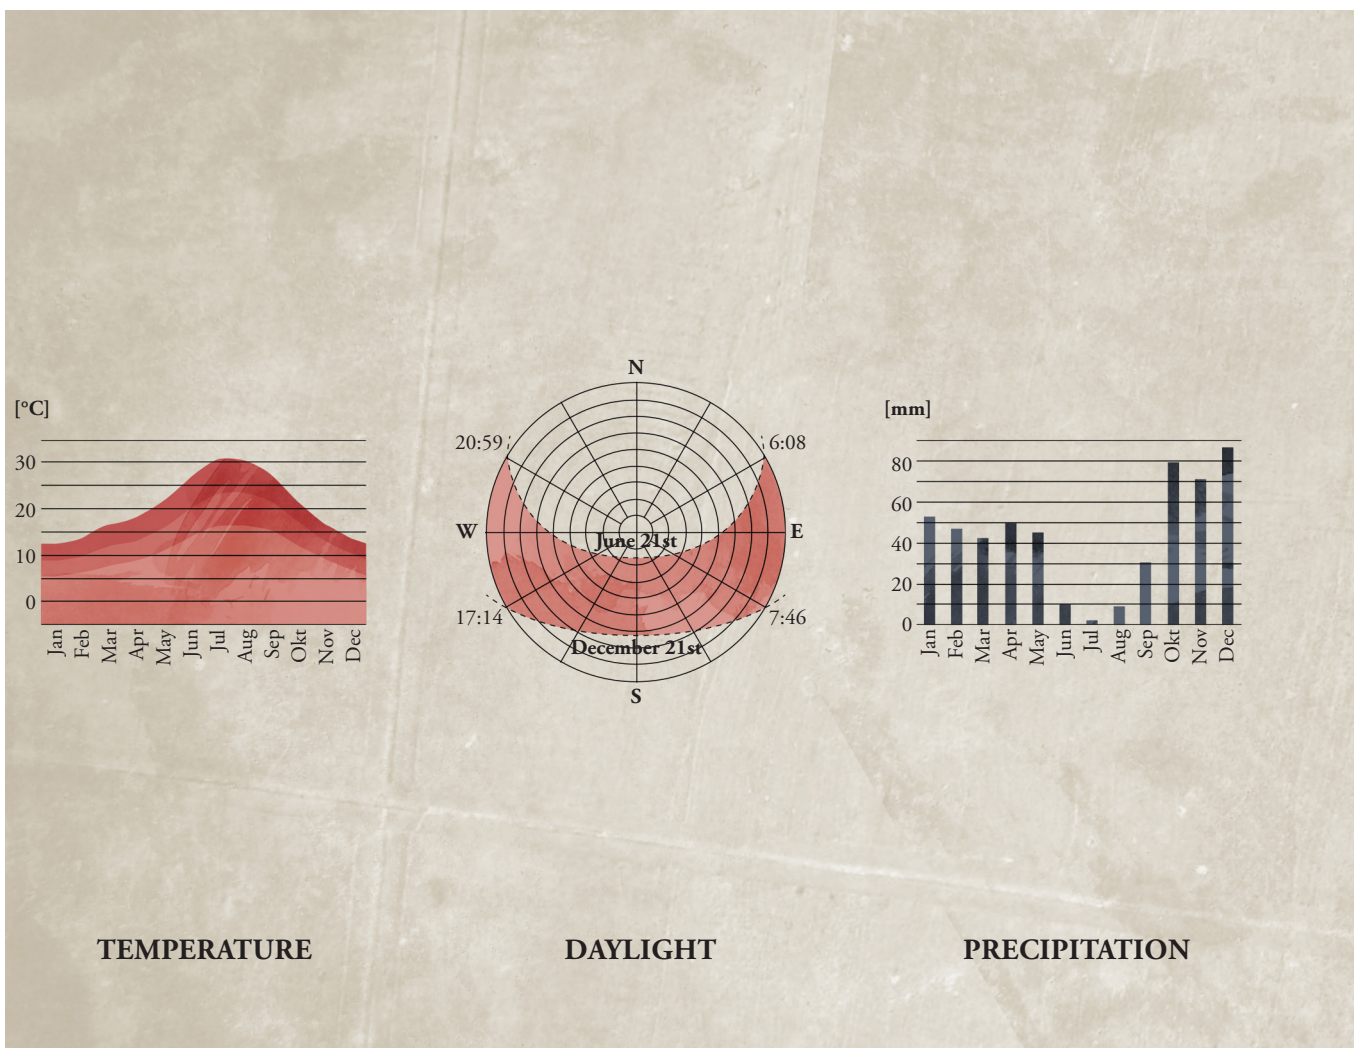 [°C]
30
20
10
0
Jan
Feb
Mar
Apr
May
Jun
Jul
Aug
Sep
Okt
Nov
Dec
TEMPERATURE
N
20:59
6:08
W
E
June 21st
17:14
7:46
December 21st
S
DAYLIGHT
[mm]
80
60
40
20
0
Jan
Feb
Mar
Apr
May
Jun
Jul
Aug
Sep
Okt
Nov
Dec
PRECIPITATION